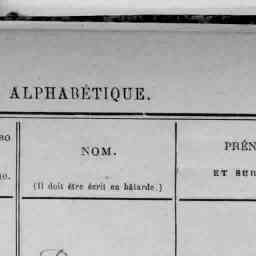 ALPHABÉTIQUE.
NOM.
(Il doit être écrit en bâtarde.)
PRÉN
ET SUR